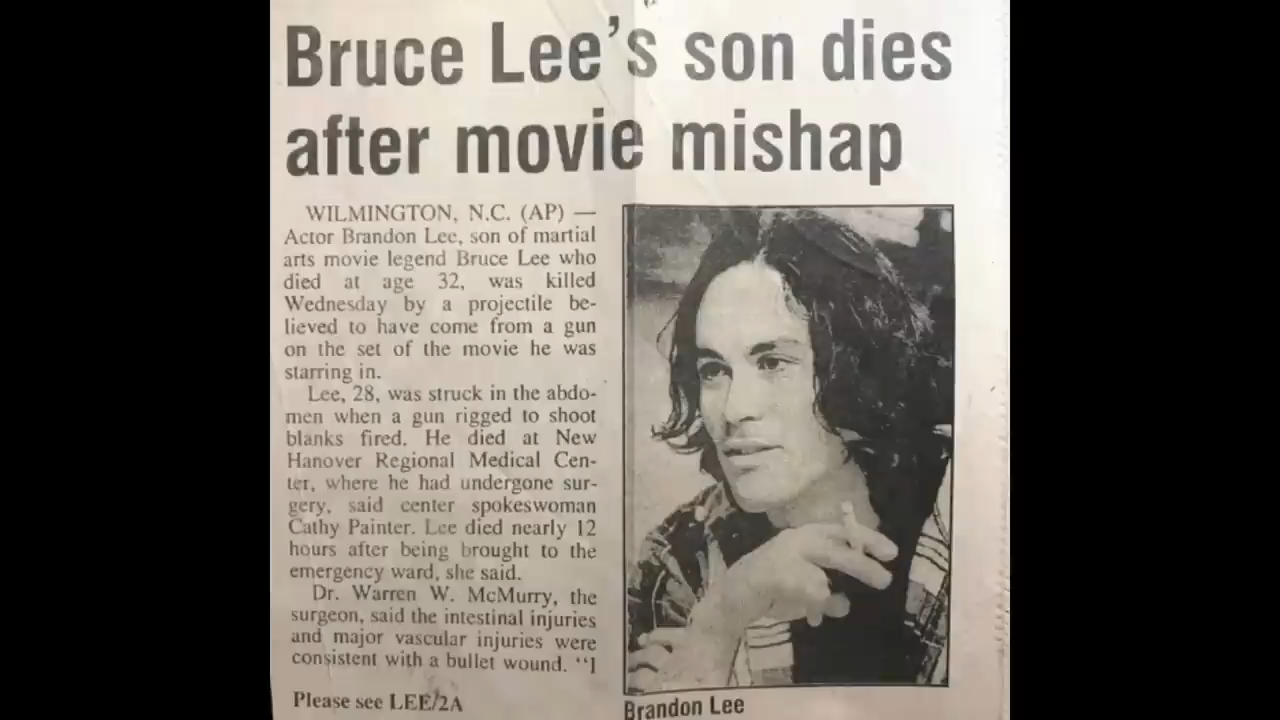 Bruce Lee's son dies
after movie mishap
WILMINGTON, N.C. (AP) —
Actor Brandon Lee, son of martial
arts movie legend Bruce Lee who
died at age 32, was killed
Wednesday by a projectile be-
lieved to have come from a gun
on the set of the movie he was
starring in.
Lee, 28, was struck in the abdo-
men when a gun rigged to shoot
blanks fired. He died at New
Hanover Regional Medical Cen-
ter, where he had undergone sur-
gery, said center spokeswoman
Cathy Painter. Lee died nearly 12
hours after being brought to the
emergency ward, she said.
Dr. Warren W. McMurry, the
surgeon, said the intestinal injuries
and major vascular injuries were
consistent with a bullet wound. "I
Please see LEE/2A
Brandon Lee